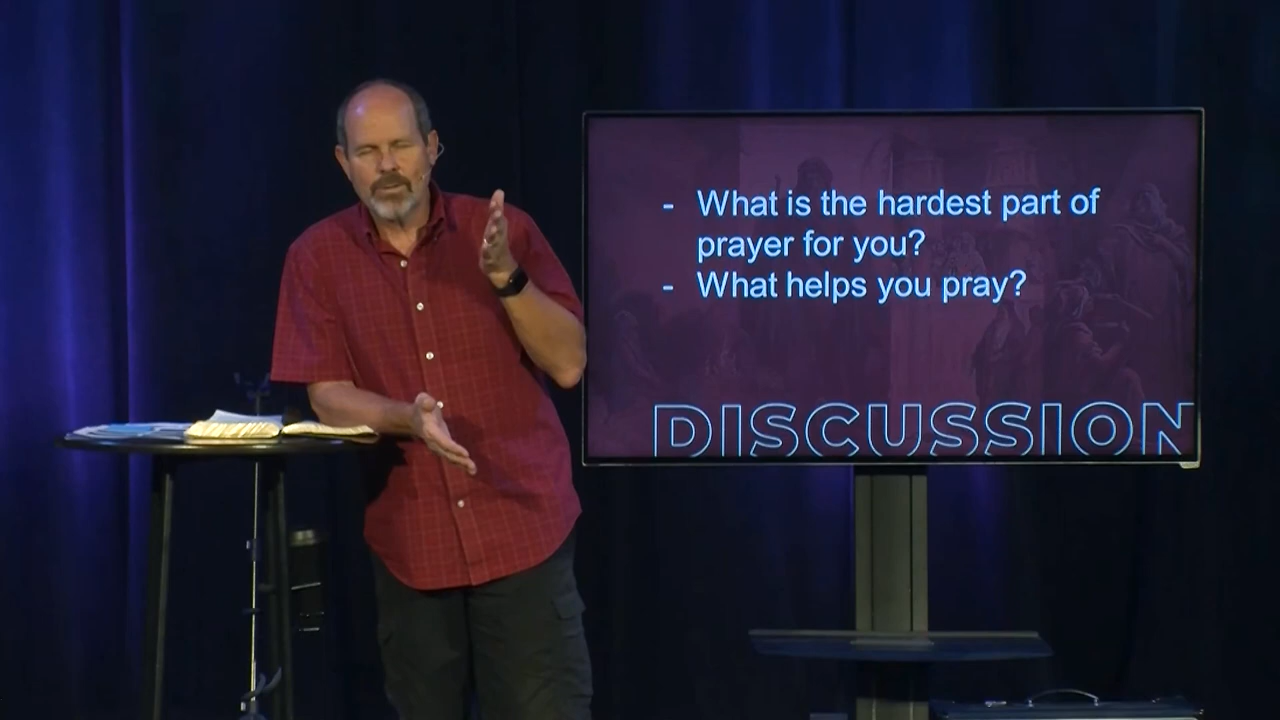 - What is the hardest part of
prayer for you?
- What helps you pray?
DISCUSSION